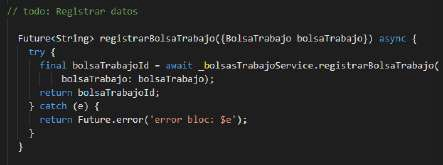 // todo: Registrar datos
Future<String> registrarBolsaTrabajo({BolsaTrabajo bolsaTrabajo}) async {
try {
final bolsaTrabajoId = await _bolsasTrabajoService.registrarBolsaTrabajo(
bolsaTrabajo: bolsaTrabajo);
return bolsaTrabajoId;
} catch (e) {
return Future.error('error bloc: $e');
}
}